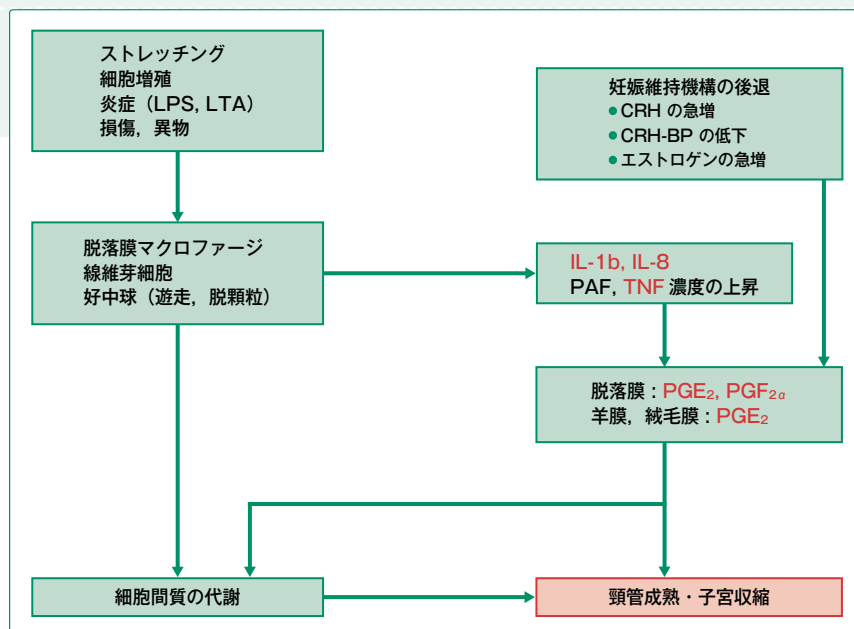 ストレッチング
細胞増殖
炎症（LPS, LTA）
損傷，異物
妊娠維持機構の後退
●CRH の急増
●CRH-BP の低下
●エストロゲンの急増
脱落膜マクロファージ
線維芽細胞
好中球（遊走，脱顆粒）
IL-1b, IL-8
PAF, TNF 濃度の上昇
脱落膜：PGE₂, PGF₂α
羊膜，絨毛膜：PGE₂
細胞間質の代謝
頸管成熟・子宮収縮